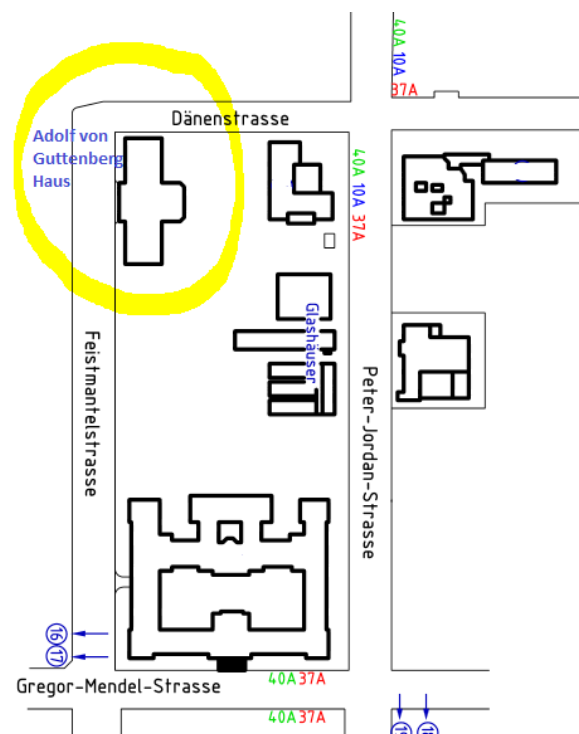 40A 10A 37A
Dänenstrasse
Adolf von
Guttenberg
Haus
40A 10A 37A
Glashäuser
Feistmantelstrasse
Peter-Jordan-Strasse
16
17
40A 37A
Gregor-Mendel-Strasse
40A 37A